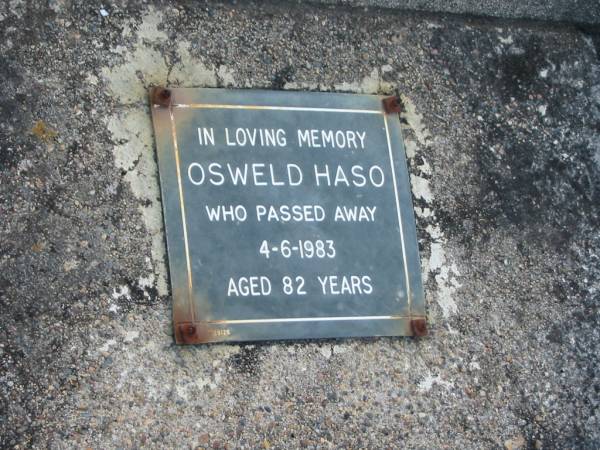 IN LOVING MEMORY
OSWELD HASO
WHO PASSED AWAY
4-6-1983
AGED 82 YEARS